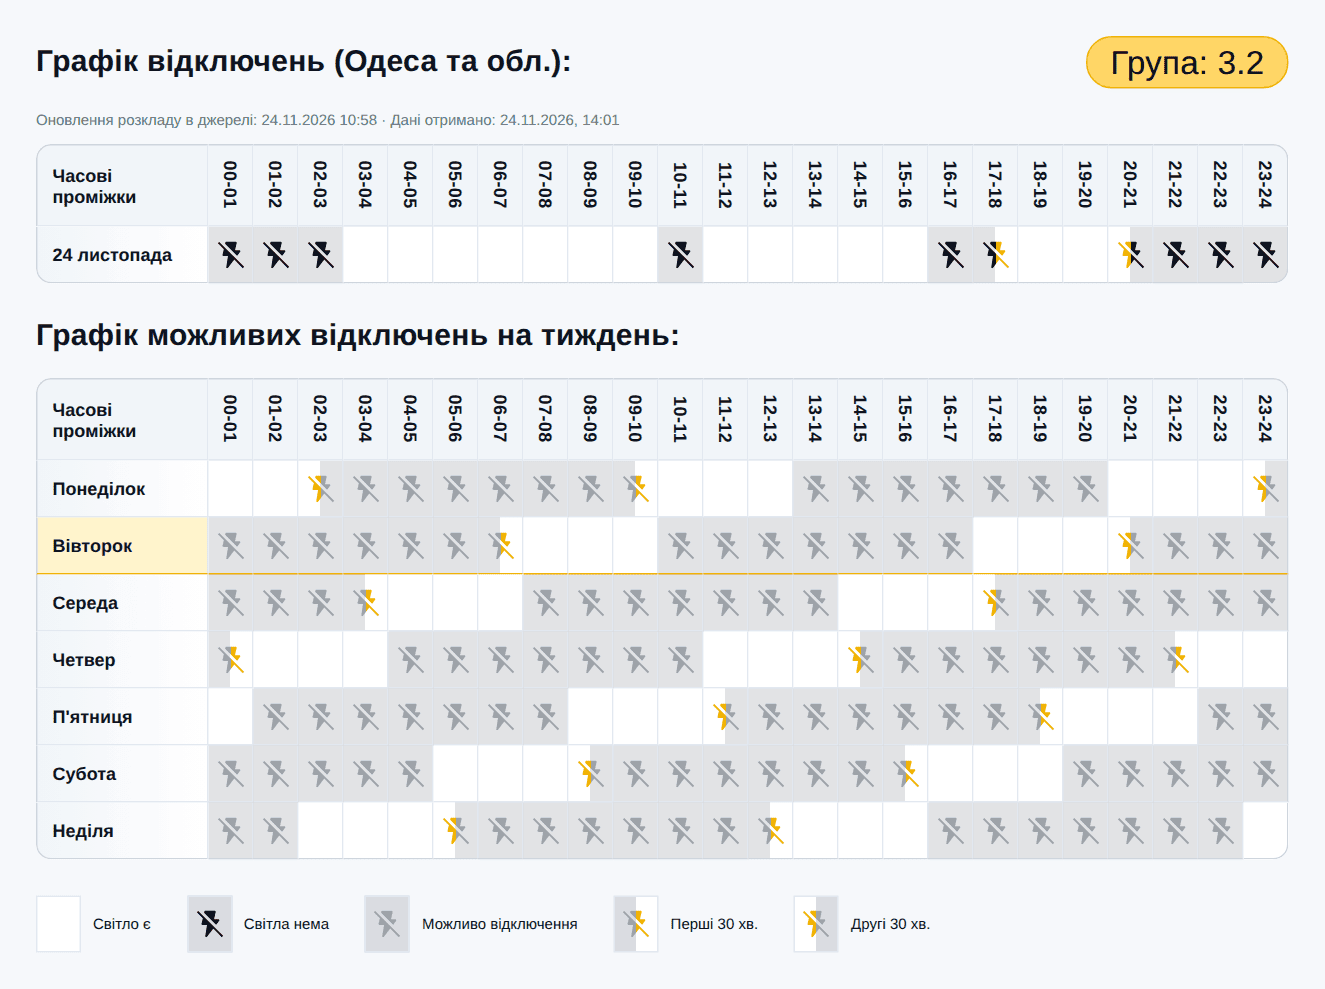 Графік відключень (Одеса та обл.):
Група: 3.2
Оновлення розкладу в джерелі: 24.11.2026 10:58 · Дані отримано: 24.11.2026, 14:01
Часові
проміжки
00-01 01-02 02-03 03-04 04-05 05-06 06-07 07-08 08-09 09-10 10-11 11-12 12-13 13-14 14-15 15-16 16-17 17-18 18-19 19-20 20-21 21-22 22-23 23-24
24 листопада
Графік можливих відключень на тиждень:
Часові
проміжки
00-01 01-02 02-03 03-04 04-05 05-06 06-07 07-08 08-09 09-10 10-11 11-12 12-13 13-14 14-15 15-16 16-17 17-18 18-19 19-20 20-21 21-22 22-23 23-24
Понеділок
Вівторок
Середа
Четвер
П'ятниця
Субота
Неділя
Світло є
Світла нема
Можливо відключення
Перші 30 хв.
Другі 30 хв.